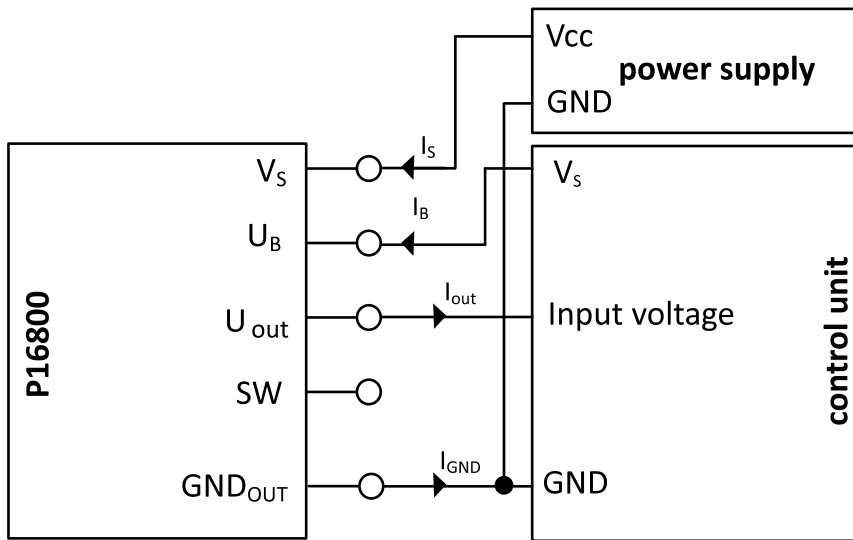 Vcc
power supply
GND
P16800
V_S
I_S
V_S
U_B
I_B
U_out
I_out
Input voltage
control unit
SW
GND_OUT
I_GND
GND